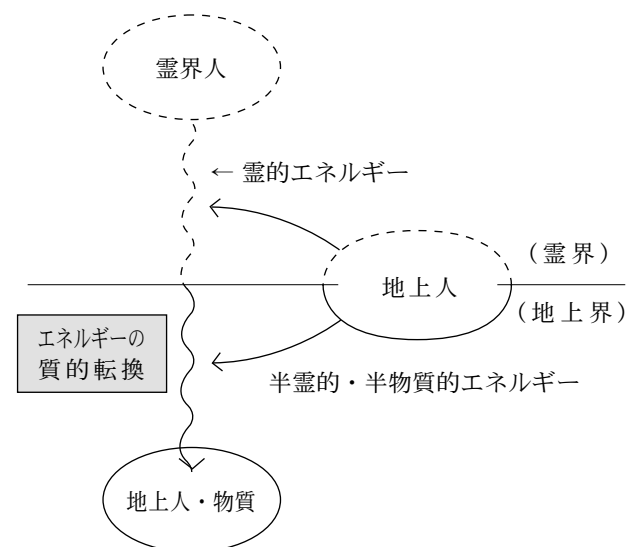 霊界人
← 霊的エネルギー
（霊界）
地上人
（地上界）
エネルギーの
質的転換
半霊的・半物質的エネルギー
地上人・物質